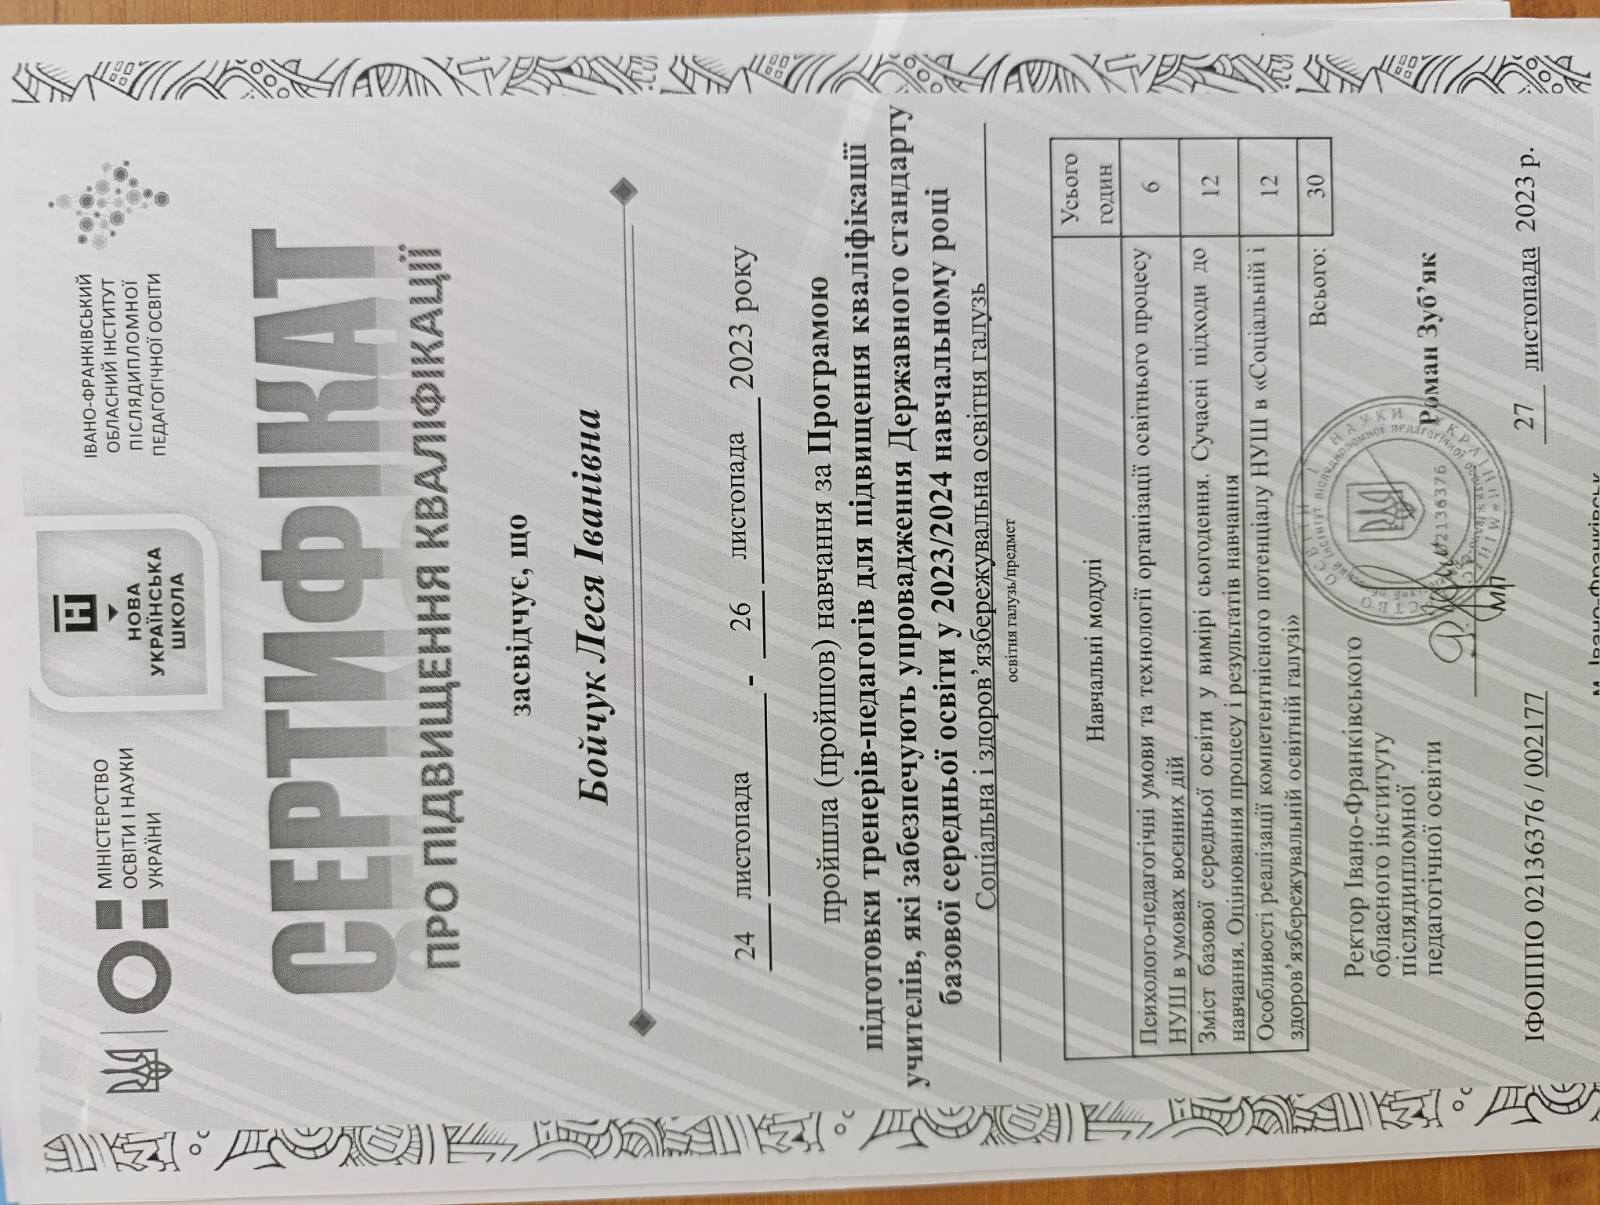 МІНІСТЕРСТВО
ОСВІТИ І НАУКИ
УКРАЇНИ
НОВА
УКРАЇНСЬКА
ШКОЛА
ІВАНО-ФРАНКІВСЬКИЙ
ОБЛАСНИЙ ІНСТИТУТ
ПІСЛЯДИПЛОМНОЇ
ПЕДАГОГІЧНОЇ ОСВІТИ
СЕРТИФІКАТ
ПРО ПІДВИЩЕННЯ КВАЛІФІКАЦІЇ
засвідчує, що
Бойчук Леся Іванівна
24 листопада - 26 листопада 2023 року
пройшла (пройшов) навчання за Програмою
підготовки тренерів-педагогів для підвищення кваліфікації
учителів, які забезпечують упровадження Державного стандарту
базової середньої освіти у 2023/2024 навчальному році
Соціальна і здоров’язбережувальна освітня галузь
освітня галузь/предмет
Навчальні модулі Усього
годин
Психолого-педагогічні умови та технології організації освітнього процесу 6
НУШ в умовах воєнних дій
Зміст базової середньої освіти у вимірі сьогодення. Сучасні підходи до 12
навчання. Оцінювання процесу і результатів навчання
Особливості реалізації компетентнісного потенціалу НУШ в «Соціальній і 12
здоров’язбережувальній освітній галузі»
Всього: 30
Ректор Івано-Франківського
обласного інституту
післядипломної
педагогічної освіти
Роман Зуб’як
02136376
ІФОППО 02136376 / 002177
27 листопада 2023 р.
м. Івано-Франківськ